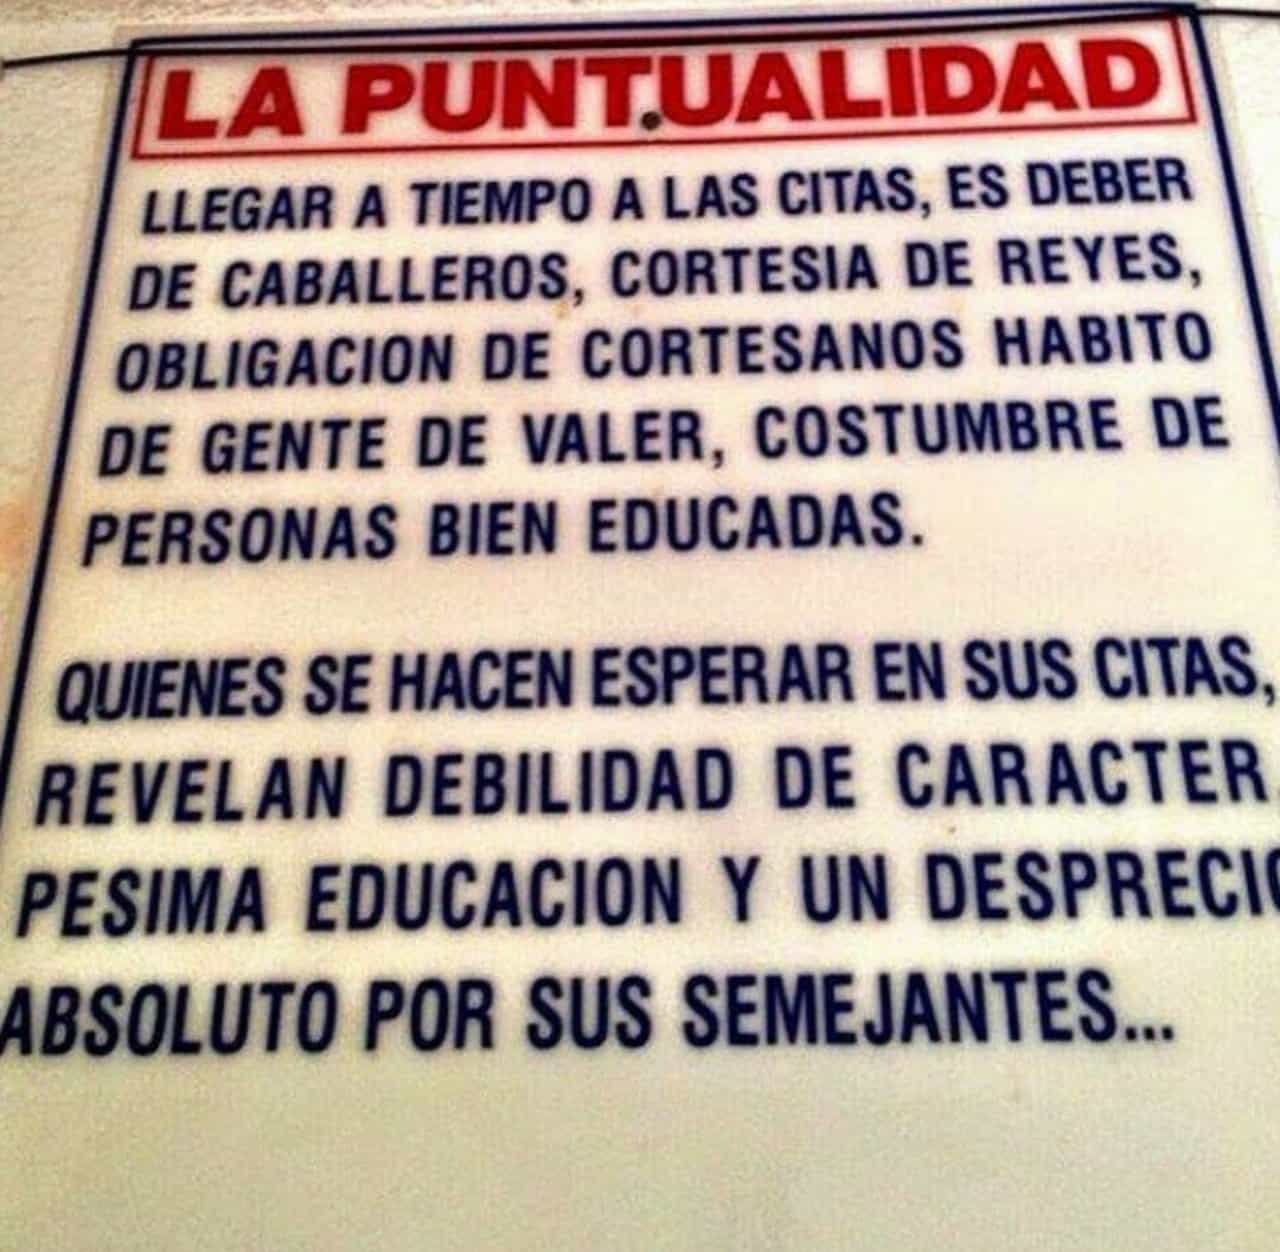 LA PUNTUALIDAD
LLEGAR A TIEMPO A LAS CITAS, ES DEBER
DE CABALLEROS, CORTESIA DE REYES,
OBLIGACION DE CORTESANOS HABITO
DE GENTE DE VALER, COSTUMBRE DE
PERSONAS BIEN EDUCADAS.
QUIENES SE HACEN ESPERAR EN SUS CITAS,
REVELAN DEBILIDAD DE CARACTER
PESIMA EDUCACION Y UN DESPRECIO
ABSOLUTO POR SUS SEMEJANTES...